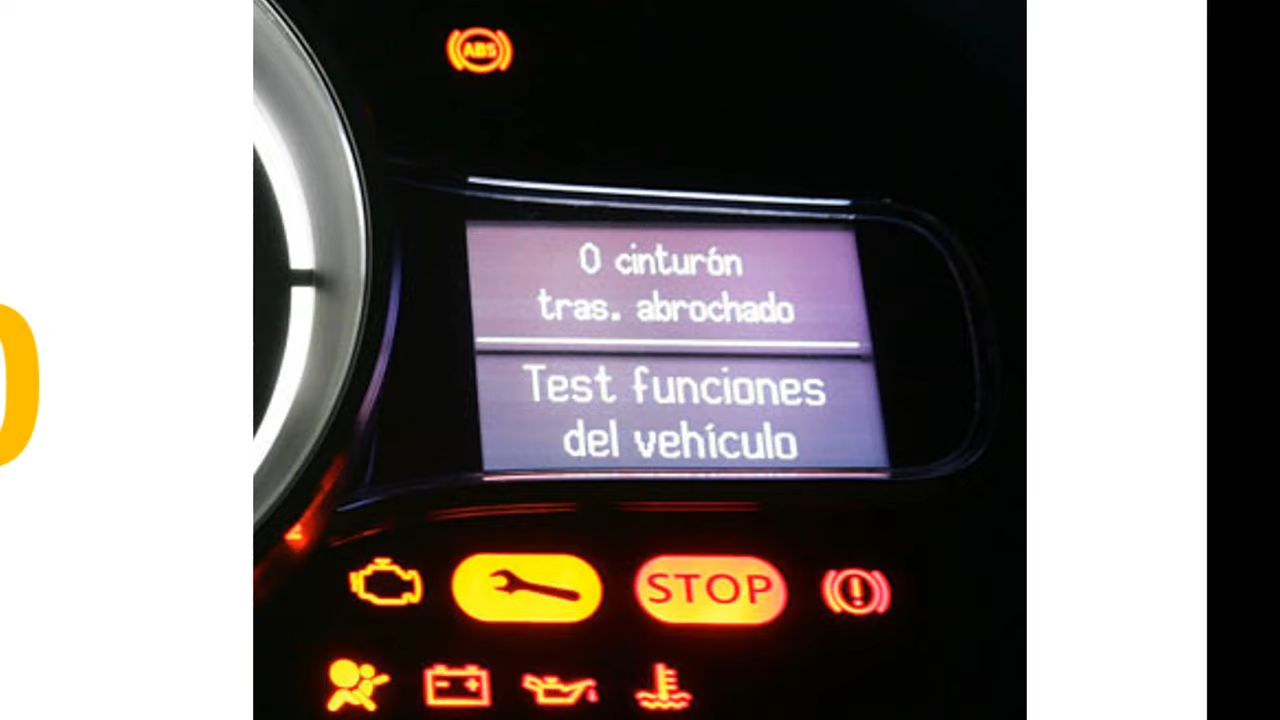 ABS
0 cinturón
tras. abrochado
Test funciones
del vehículo
STOP